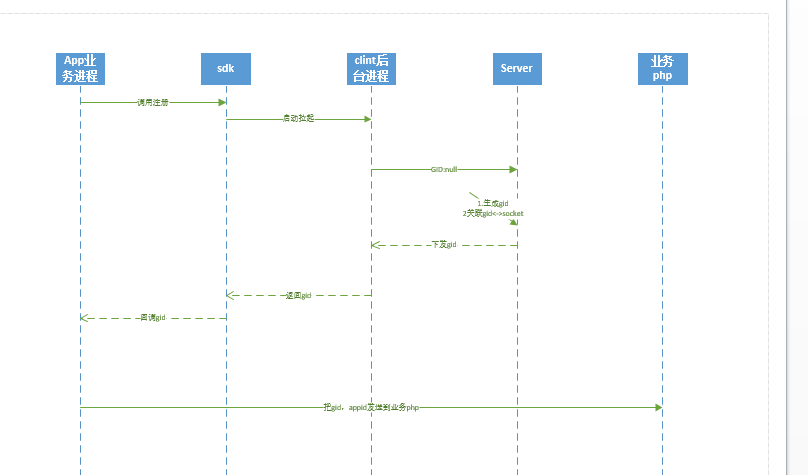 App业
务进程
sdk
clint后
台进程
Server
业务
php
调用注册
启动拉起
GID:null
1.生成gid
2关联gid<->socket
下发gid
返回gid
回调gid
把gid，appid发送到业务php